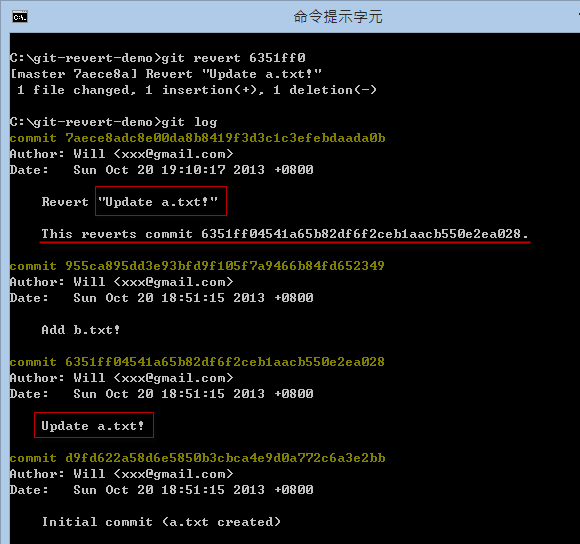 命令提示字元
C:\git-revert-demo>git revert 6351ff0
[master 7aece8a] Revert "Update a.txt!"
1 file changed, 1 insertion(+), 1 deletion(-)
C:\git-revert-demo>git log
commit 7aece8adc8e00da8b8419f3d3c1c3efebdaada0b
Author: Will <xxx@gmail.com>
Date:   Sun Oct 20 19:10:17 2013 +0800
Revert "Update a.txt!"
This reverts commit 6351ff04541a65b82df6f2ceb1aacb550e2ea028.
commit 955ca895dd3e93bfd9f105f7a9466b84fd652349
Author: Will <xxx@gmail.com>
Date:   Sun Oct 20 18:51:15 2013 +0800
Add b.txt!
commit 6351ff04541a65b82df6f2ceb1aacb550e2ea028
Author: Will <xxx@gmail.com>
Date:   Sun Oct 20 18:51:15 2013 +0800
Update a.txt!
commit d9fd622a58d6e5850b3cbca4e9d0a772c6a3e2bb
Author: Will <xxx@gmail.com>
Date:   Sun Oct 20 18:51:15 2013 +0800
Initial commit (a.txt created)